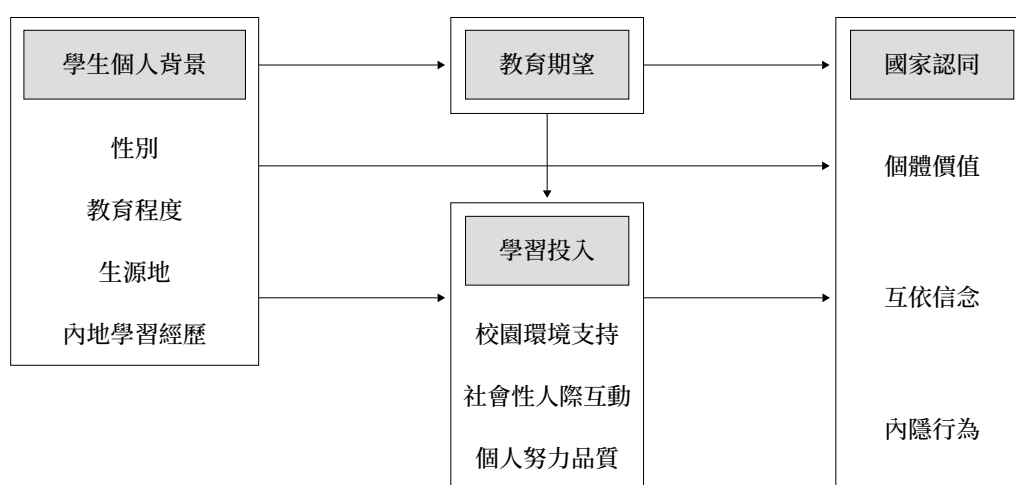 學生個人背景
性別
教育程度
生源地
內地學習經歷
教育期望
學習投入
校園環境支持
社會性人際互動
個人努力品質
國家認同
個體價值
互依信念
內隱行為